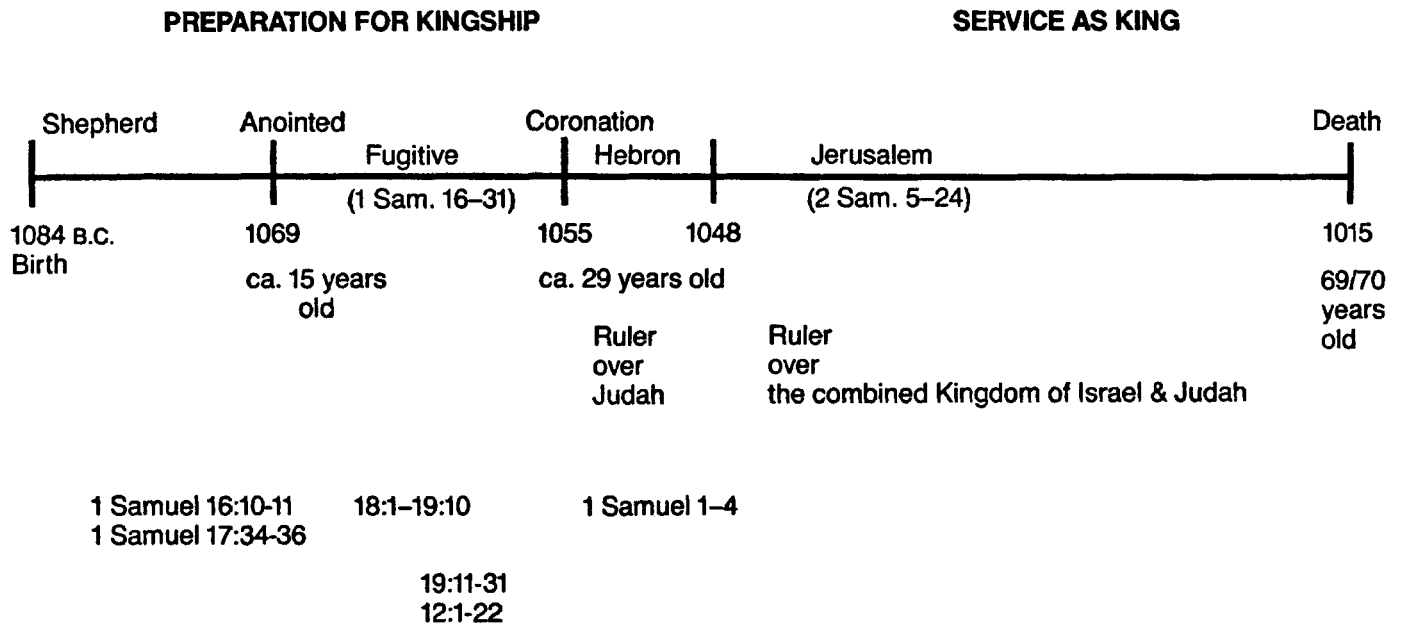 PREPARATION FOR KINGSHIP
SERVICE AS KING
Shepherd
Anointed
Coronation
Death
Fugitive
Hebron
Jerusalem
(1 Sam. 16–31)
(2 Sam. 5–24)
1084 B.C.
Birth
1069
1055
1048
1015
ca. 15 years
old
ca. 29 years old
69/70
years
old
Ruler
over
Judah
Ruler
over
the combined Kingdom of Israel & Judah
1 Samuel 16:10-11
1 Samuel 17:34-36
18:1–19:10
1 Samuel 1–4
19:11-31
12:1-22